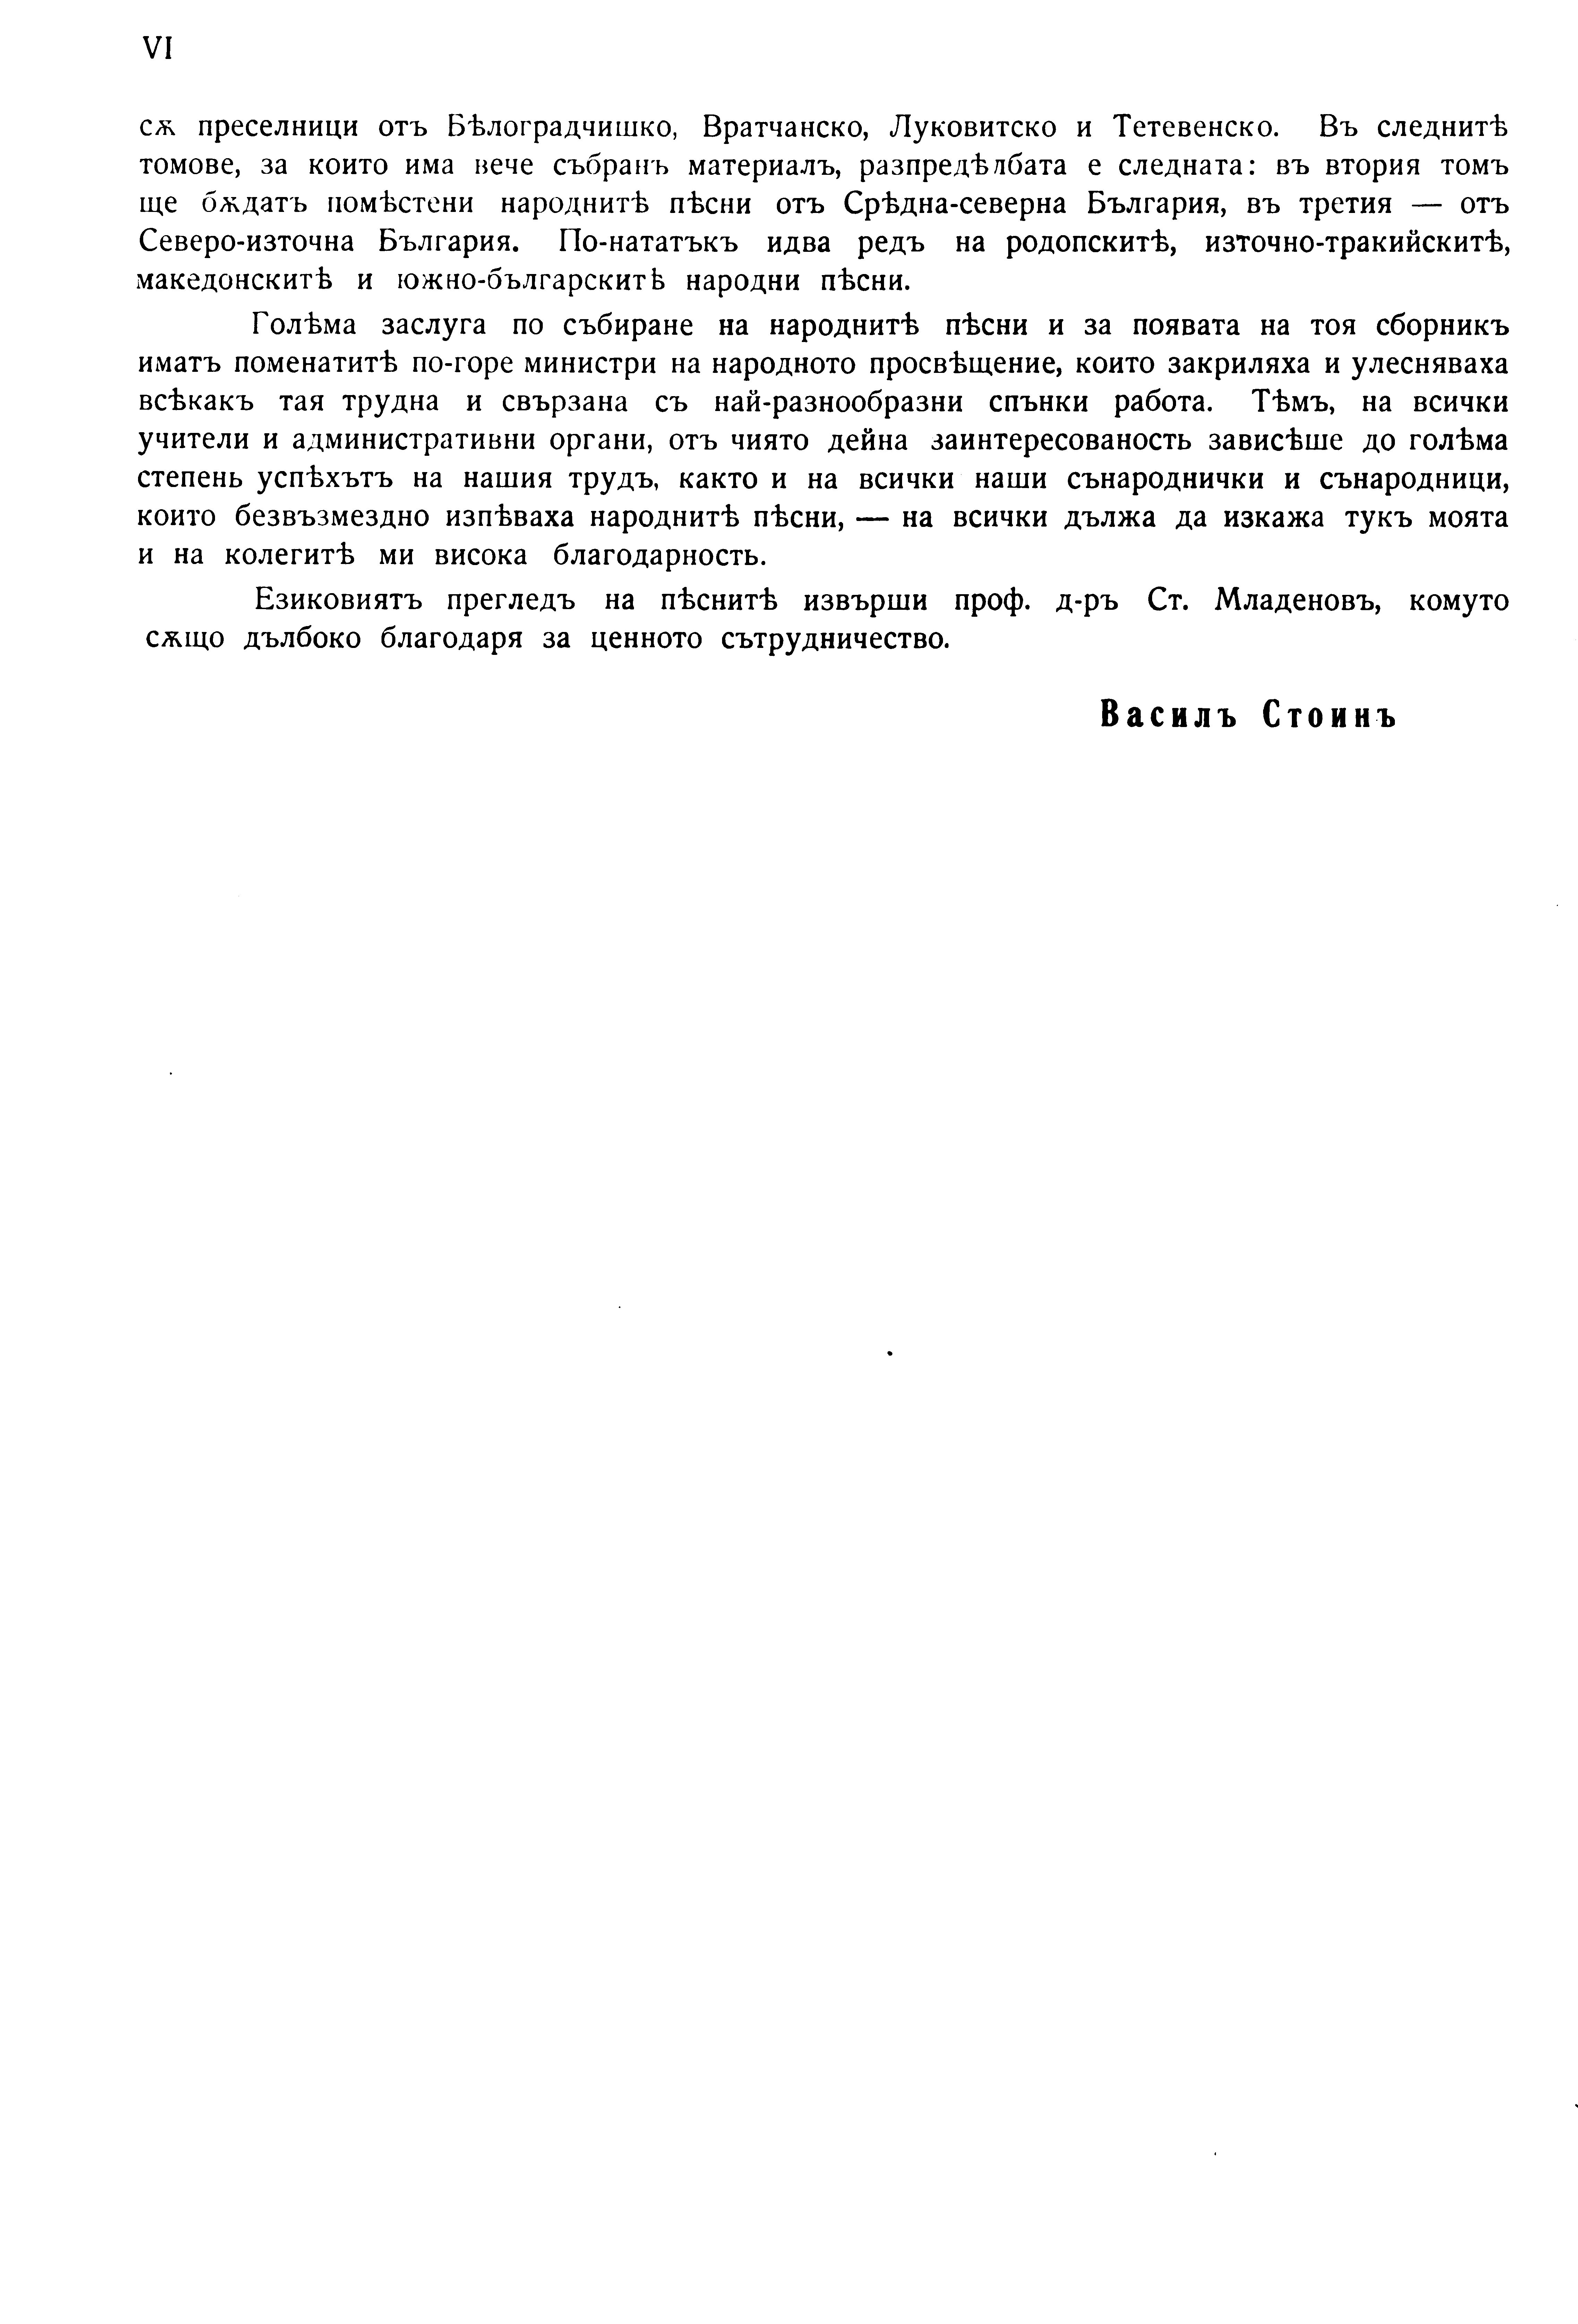 VI
сѫ преселници отъ Бѣлоградчишко, Вратчанско, Луковитско и Тетевенско. Въ следнитѣ
томове, за които има вече събранъ материалъ, разпредѣлбата е следната: въ втория томъ
ще бѫдатъ помѣстени народнитѣ пѣсни отъ Срѣдна-северна България, въ третия — отъ
Северо-източна България. По-нататъкъ идва редъ на родопскитѣ, източно-тракийскитѣ,
македонскитѣ и южно-българскитѣ народни пѣсни.
Голѣма заслуга по събиране на народнитѣ пѣсни и за появата на тоя сборникъ
иматъ поменатитѣ по-горе министри на народното просвѣщение, които закриляха и улесняваха
всѣкакъ тая трудна и свързана съ най-разнообразни спънки работа. Тѣмъ, на всички
учители и административни органи, отъ чиято дейна заинтересованость зависѣше до голѣма
степень успѣхътъ на нашия трудъ, както и на всички наши сънароднички и сънародници,
които безвъзмездно изпѣваха народнитѣ пѣсни, — на всички дължа да изкажа тукъ моята
и на колегитѣ ми висока благодарность.
Езиковиятъ прегледъ на пѣснитѣ извърши проф. д-ръ Ст. Младеновъ, комуто
сѫщо дълбоко благодаря за ценното сътрудничество.
Василъ Стоинъ